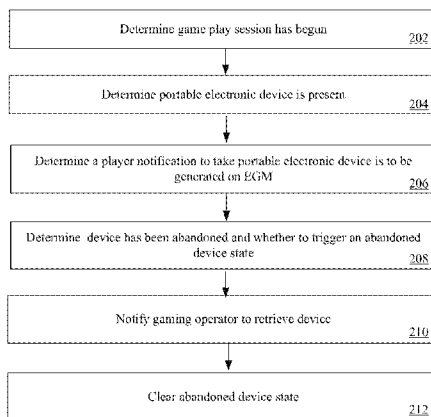 Determine game play session has begun
202
Determine portable electronic device is present
204
Determine a player notification to take portable electronic device is to be
generated on EGM
206
Determine device has been abandoned and whether to trigger an abandoned
device state
208
Notify gaming operator to retrieve device
210
Clear abandoned device state
212